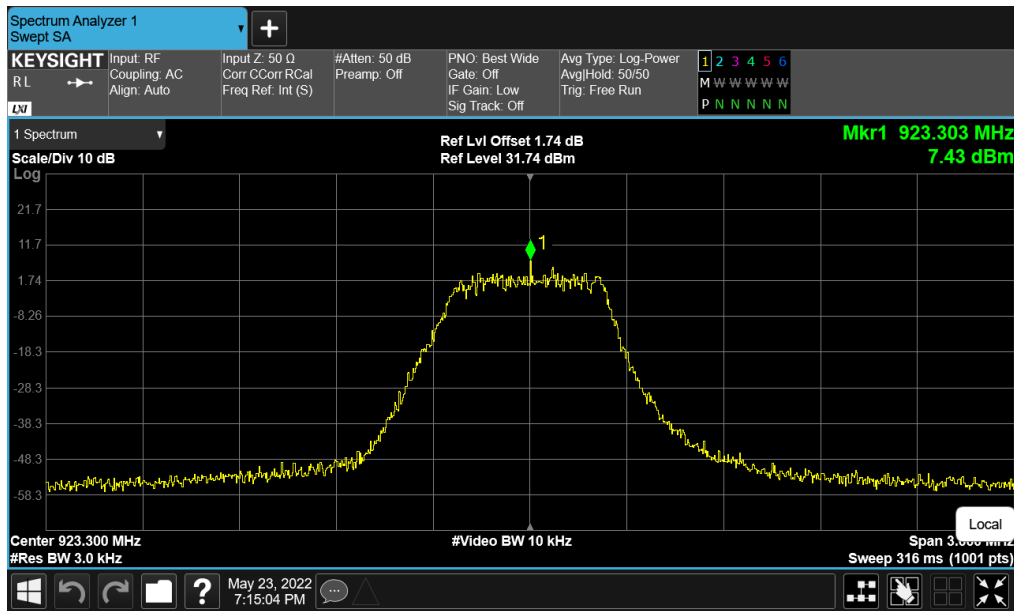 Spectrum Analyzer 1
Swept SA
+
KEYSIGHT
R L
LXI
Input: RF
Coupling: AC
Align: Auto
Input Z: 50 Ω
Corr CCorr RCal
Freq Ref: Int (S)
#Atten: 50 dB
Preamp: Off
PNO: Best Wide
Gate: Off
IF Gain: Low
Sig Track: Off
Avg Type: Log-Power
Avg|Hold: 50/50
Trig: Free Run
1 2 3 4 5 6
M W W W W W
P N N N N N
1 Spectrum
Scale/Div 10 dB
Log
Ref Lvl Offset 1.74 dB
Ref Level 31.74 dBm
Mkr1 923.303 MHz
7.43 dBm
21.7
11.7
1.74
-8.26
-18.3
-28.3
-38.3
-48.3
-58.3
1
Local
Center 923.300 MHz
#Res BW 3.0 kHz
#Video BW 10 kHz
Span
Sweep 316 ms (1001 pts)
?
May 23, 2022
7:15:04 PM